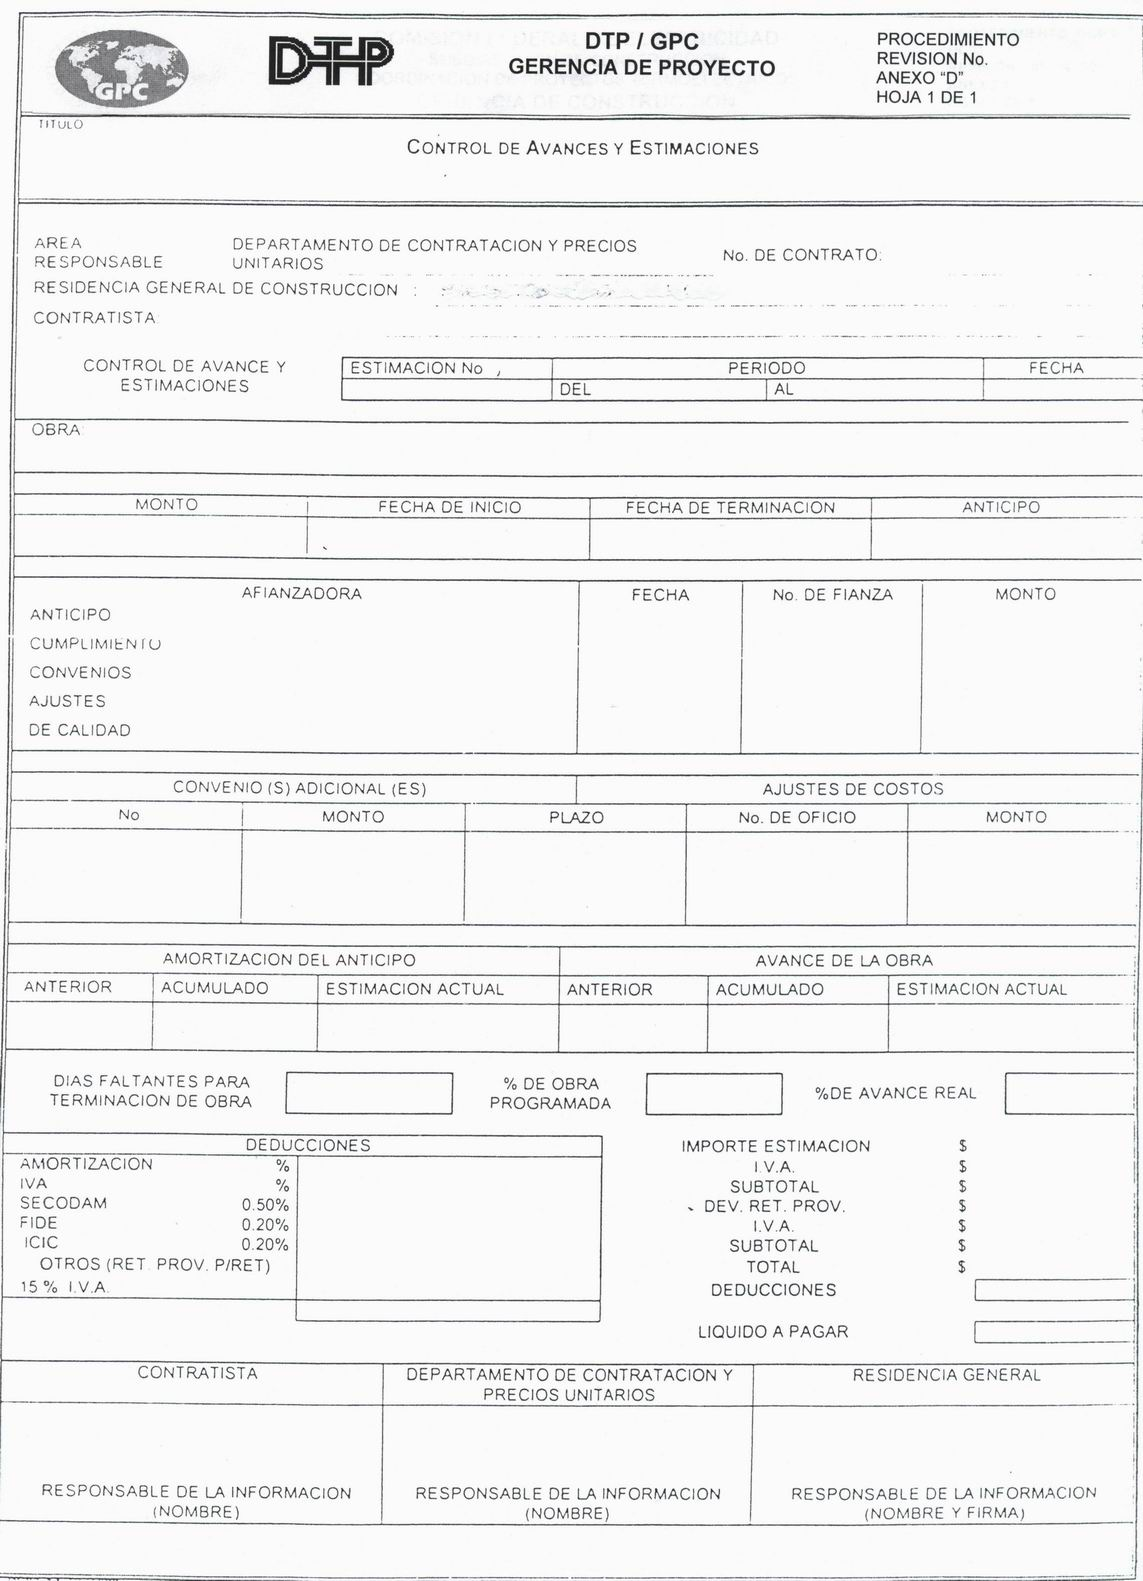 GPC
DTP
DTP / GPC
GERENCIA DE PROYECTO
PROCEDIMIENTO
REVISION No.
ANEXO "D"
HOJA 1 DE 1
TITULO
CONTROL DE AVANCES Y ESTIMACIONES
AREA RESPONSABLE
DEPARTAMENTO DE CONTRATACION Y PRECIOS UNITARIOS
No. DE CONTRATO:
RESIDENCIA GENERAL DE CONSTRUCCION :
CONTRATISTA
CONTROL DE AVANCE Y ESTIMACIONES
ESTIMACION No PERIODO FECHA
DEL AL
OBRA:
MONTO FECHA DE INICIO FECHA DE TERMINACION ANTICIPO
AFIANZADORA FECHA No. DE FIANZA MONTO
ANTICIPO
CUMPLIMIENTO
CONVENIOS
AJUSTES
DE CALIDAD
CONVENIO (S) ADICIONAL (ES) AJUSTES DE COSTOS
No MONTO PLAZO No. DE OFICIO MONTO
AMORTIZACION DEL ANTICIPO AVANCE DE LA OBRA
ANTERIOR ACUMULADO ESTIMACION ACTUAL ANTERIOR ACUMULADO ESTIMACION ACTUAL
DIAS FALTANTES PARA TERMINACION DE OBRA
% DE OBRA PROGRAMADA
%DE AVANCE REAL
DEDUCCIONES
AMORTIZACION %
IVA %
SECODAM 0.50%
FIDE 0.20%
ICIC 0.20%
OTROS (RET. PROV. P/RET)
15 % I.V.A.
IMPORTE ESTIMACION $
I.V.A. $
SUBTOTAL $
DEV. RET. PROV. $
I.V.A. $
SUBTOTAL $
TOTAL $
DEDUCCIONES
LIQUIDO A PAGAR
CONTRATISTA
DEPARTAMENTO DE CONTRATACION Y PRECIOS UNITARIOS
RESIDENCIA GENERAL
RESPONSABLE DE LA INFORMACION
(NOMBRE)
RESPONSABLE DE LA INFORMACION
(NOMBRE)
RESPONSABLE DE LA INFORMACION
(NOMBRE Y FIRMA)